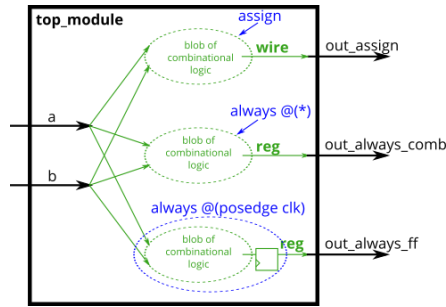 assign
top_module
blob of
combinational
logic
wire
out_assign
always @(*)
a
blob of
combinational
logic
reg
out_always_comb
b
always @(posedge clk)
blob of
combinational
logic
reg
out_always_ff